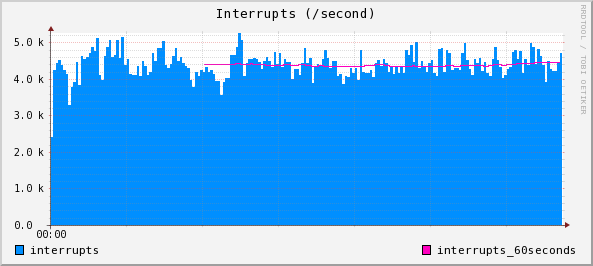 Interrupts (/second)
RRDTOOL / TOBI OETIKER
5.0 k
4.0 k
3.0 k
2.0 k
1.0 k
0.0
00:00
interrupts
interrupts_60seconds